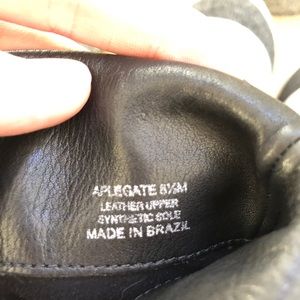 APLEGATE 8½M
LEATHER UPPER
SYNTHETIC SOLE
MADE IN BRAZIL